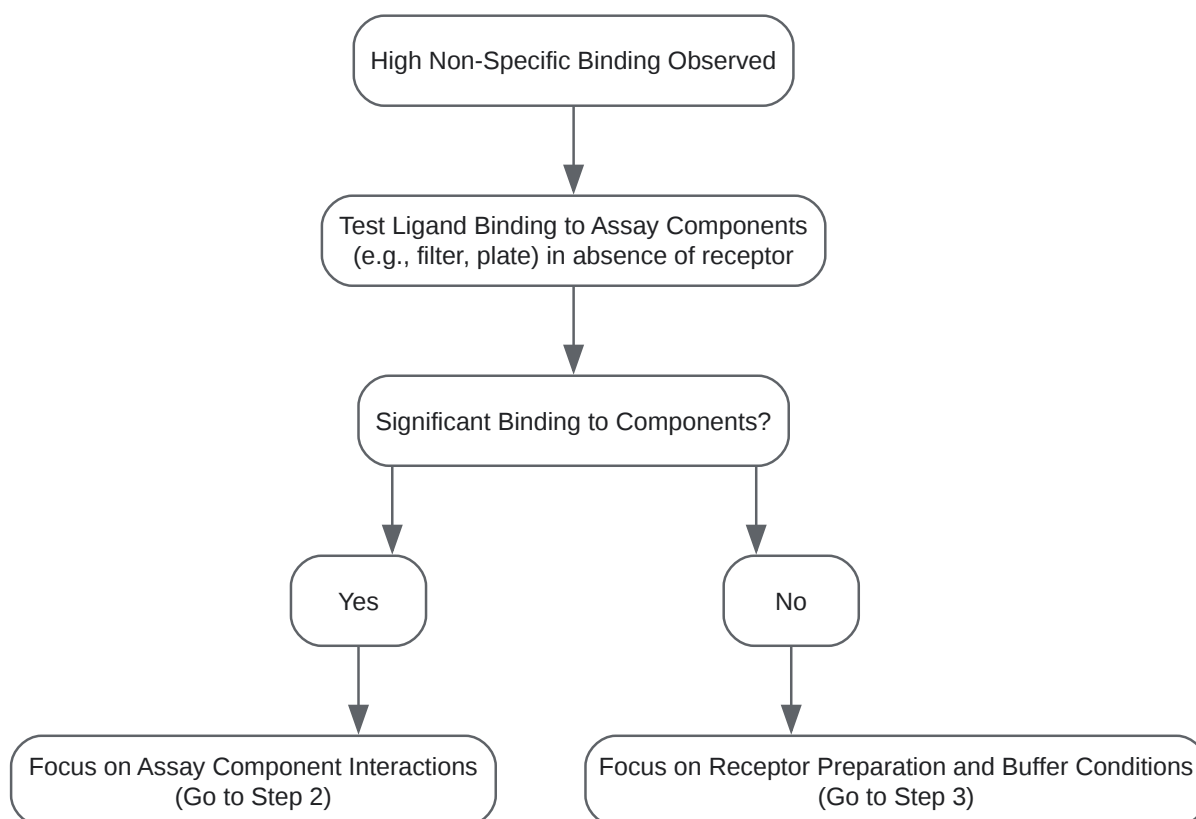 High Non-Specific Binding Observed
Test Ligand Binding to Assay Components
(e.g., filter, plate) in absence of receptor
Significant Binding to Components?
Yes
No
Focus on Assay Component Interactions
(Go to Step 2)
Focus on Receptor Preparation and Buffer Conditions
(Go to Step 3)